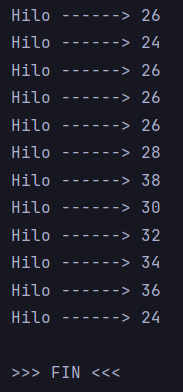 Hilo ------> 26
Hilo ------> 24
Hilo ------> 26
Hilo ------> 26
Hilo ------> 26
Hilo ------> 28
Hilo ------> 38
Hilo ------> 30
Hilo ------> 32
Hilo ------> 34
Hilo ------> 36
Hilo ------> 24
>>> FIN <<<